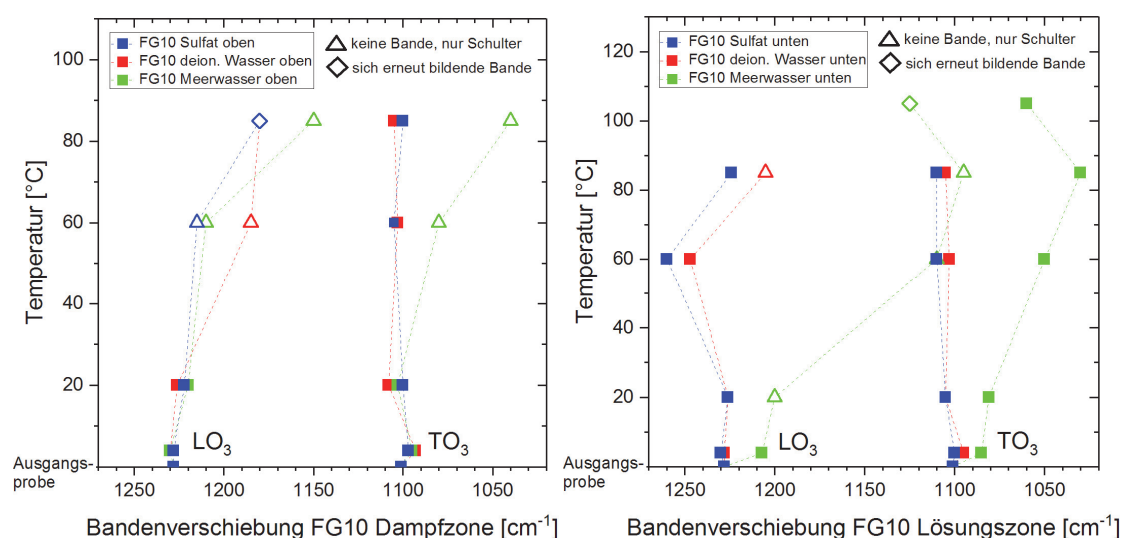 FG10 Sulfat oben
FG10 deion. Wasser oben
FG10 Meerwasser oben
keine Bande, nur Schulter
sich erneut bildende Bande
Temperatur [°C]
100
80
60
40
20
Ausgangs-
probe
LO3
TO3
1250 1200 1150 1100 1050
Bandenverschiebung FG10 Dampfzone [cm-1]
FG10 Sulfat unten
FG10 deion. Wasser unten
FG10 Meerwasser unten
keine Bande, nur Schulter
sich erneut bildende Bande
Temperatur [°C]
120
100
80
60
40
20
0
Ausgangs-
probe
LO3
TO3
1250 1200 1150 1100 1050
Bandenverschiebung FG10 Lösungszone [cm-1]